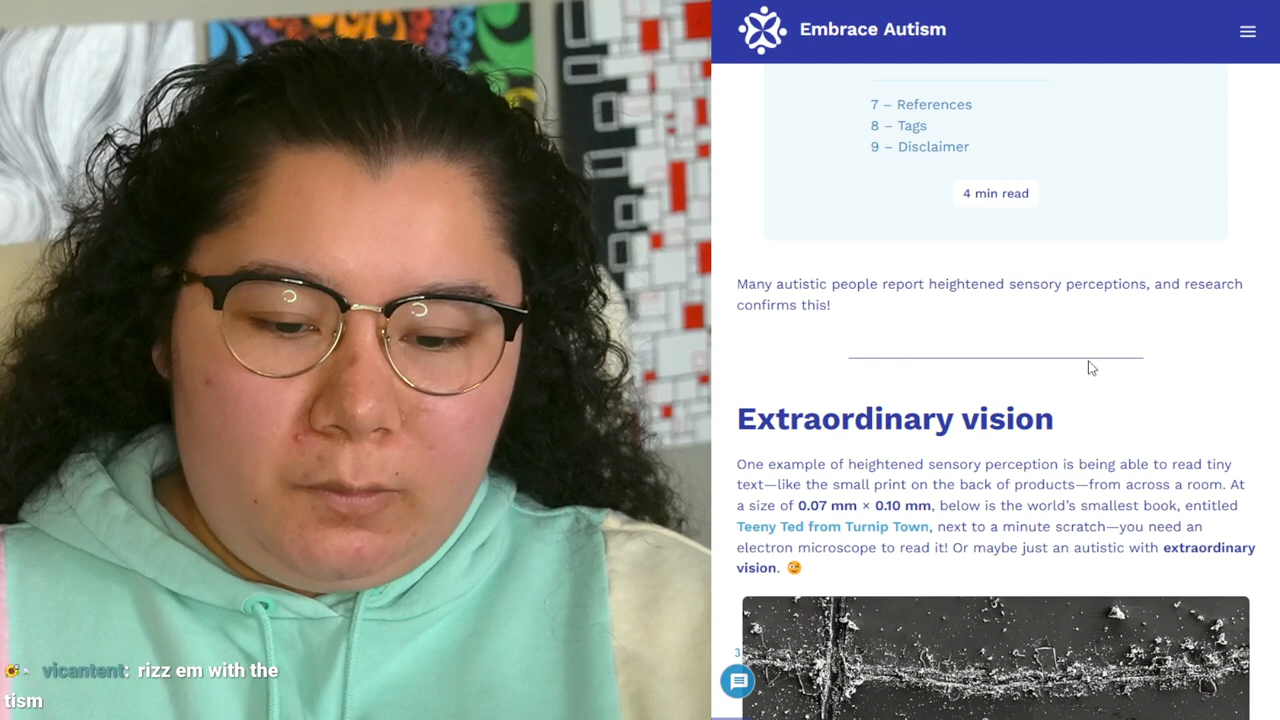 Embrace Autism
7 – References
8 – Tags
9 – Disclaimer
4 min read
Many autistic people report heightened sensory perceptions, and research
confirms this!
Extraordinary vision
One example of heightened sensory perception is being able to read tiny
text—like the small print on the back of products—from across a room. At
a size of 0.07 mm × 0.10 mm, below is the world’s smallest book, entitled
Teeny Ted from Turnip Town, next to a minute scratch—you need an
electron microscope to read it! Or maybe just an autistic with extraordinary
vision. 😉
3
vicantent: rizz em with the
tism